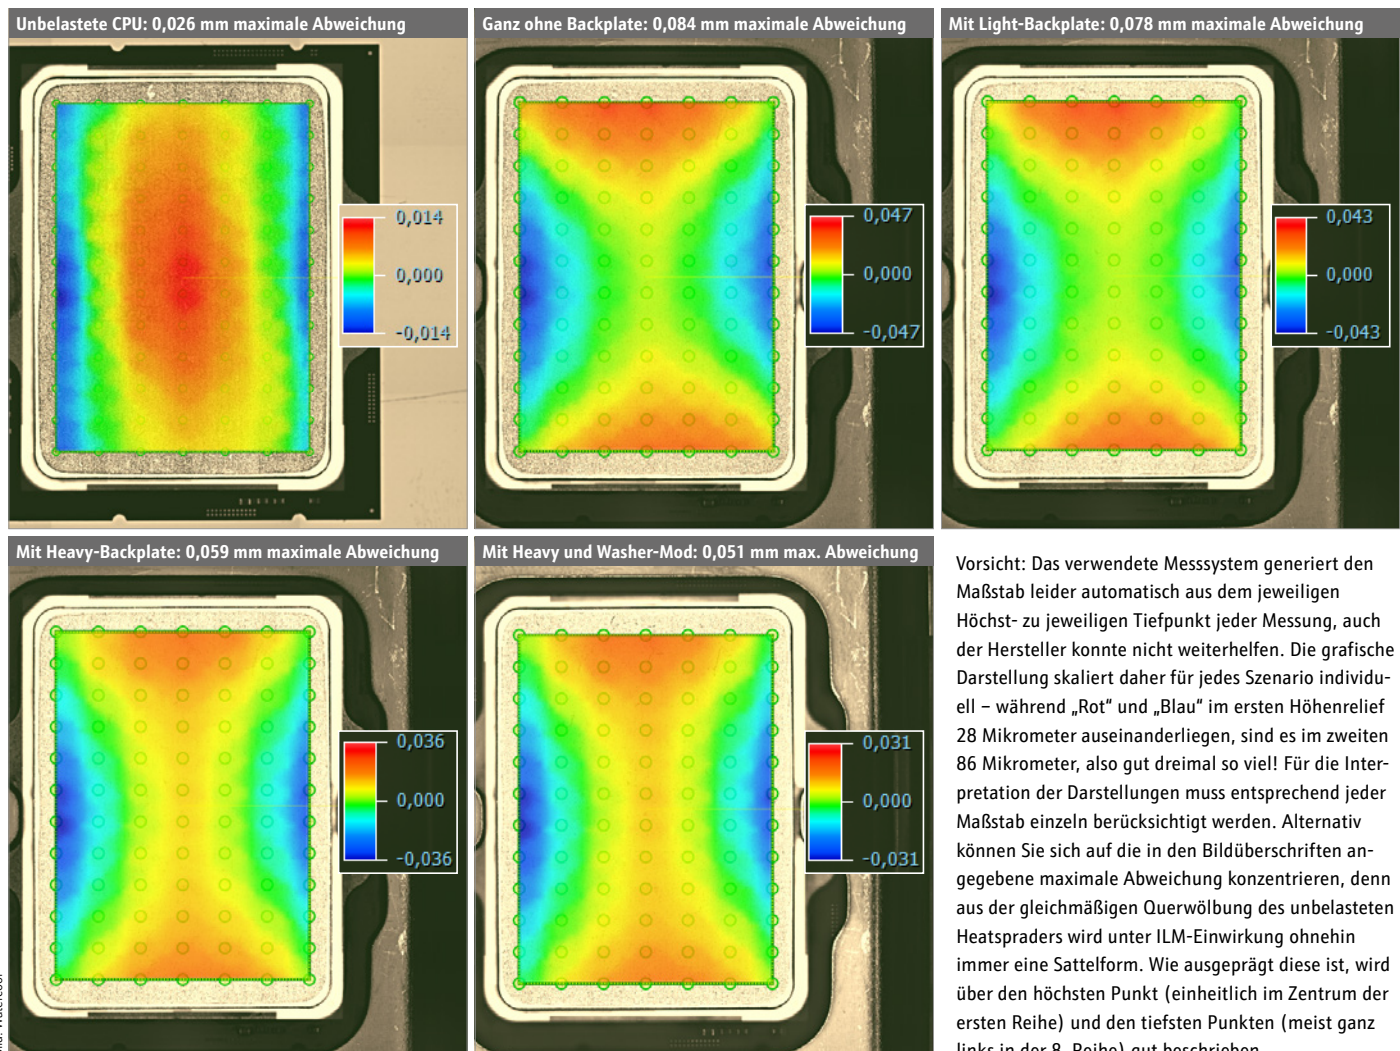 Unbelastete CPU: 0,026 mm maximale Abweichung
0,014
0,000
-0,014
Ganz ohne Backplate: 0,084 mm maximale Abweichung
0,047
0,000
-0,047
Mit Light-Backplate: 0,078 mm maximale Abweichung
0,043
0,000
-0,043
Mit Heavy-Backplate: 0,059 mm maximale Abweichung
0,036
0,000
-0,036
Mit Heavy und Washer-Mod: 0,051 mm max. Abweichung
0,031
0,000
-0,031
Vorsicht: Das verwendete Messsystem generiert den
Maßstab leider automatisch aus dem jeweiligen
Höchst- zu jeweiligen Tiefpunkt jeder Messung, auch
der Hersteller konnte nicht weiterhelfen. Die grafische
Darstellung skaliert daher für jedes Szenario individu-
ell – während „Rot“ und „Blau“ im ersten Höhenrelief
28 Mikrometer auseinanderliegen, sind es im zweiten
86 Mikrometer, also gut dreimal so viel! Für die Inter-
pretation der Darstellungen muss entsprechend jeder
Maßstab einzeln berücksichtigt werden. Alternativ
können Sie sich auf die in den Bildüberschriften an-
gegebene maximale Abweichung konzentrieren, denn
aus der gleichmäßigen Querwölbung des unbelasteten
Heatspraders wird unter ILM-Einwirkung ohnehin
immer eine Sattelform. Wie ausgeprägt diese ist, wird
über den höchsten Punkt (einheitlich im Zentrum der
ersten Reihe) und den tiefsten Punkten (meist ganz
links in der 8. Reihe) gut beschrieben.